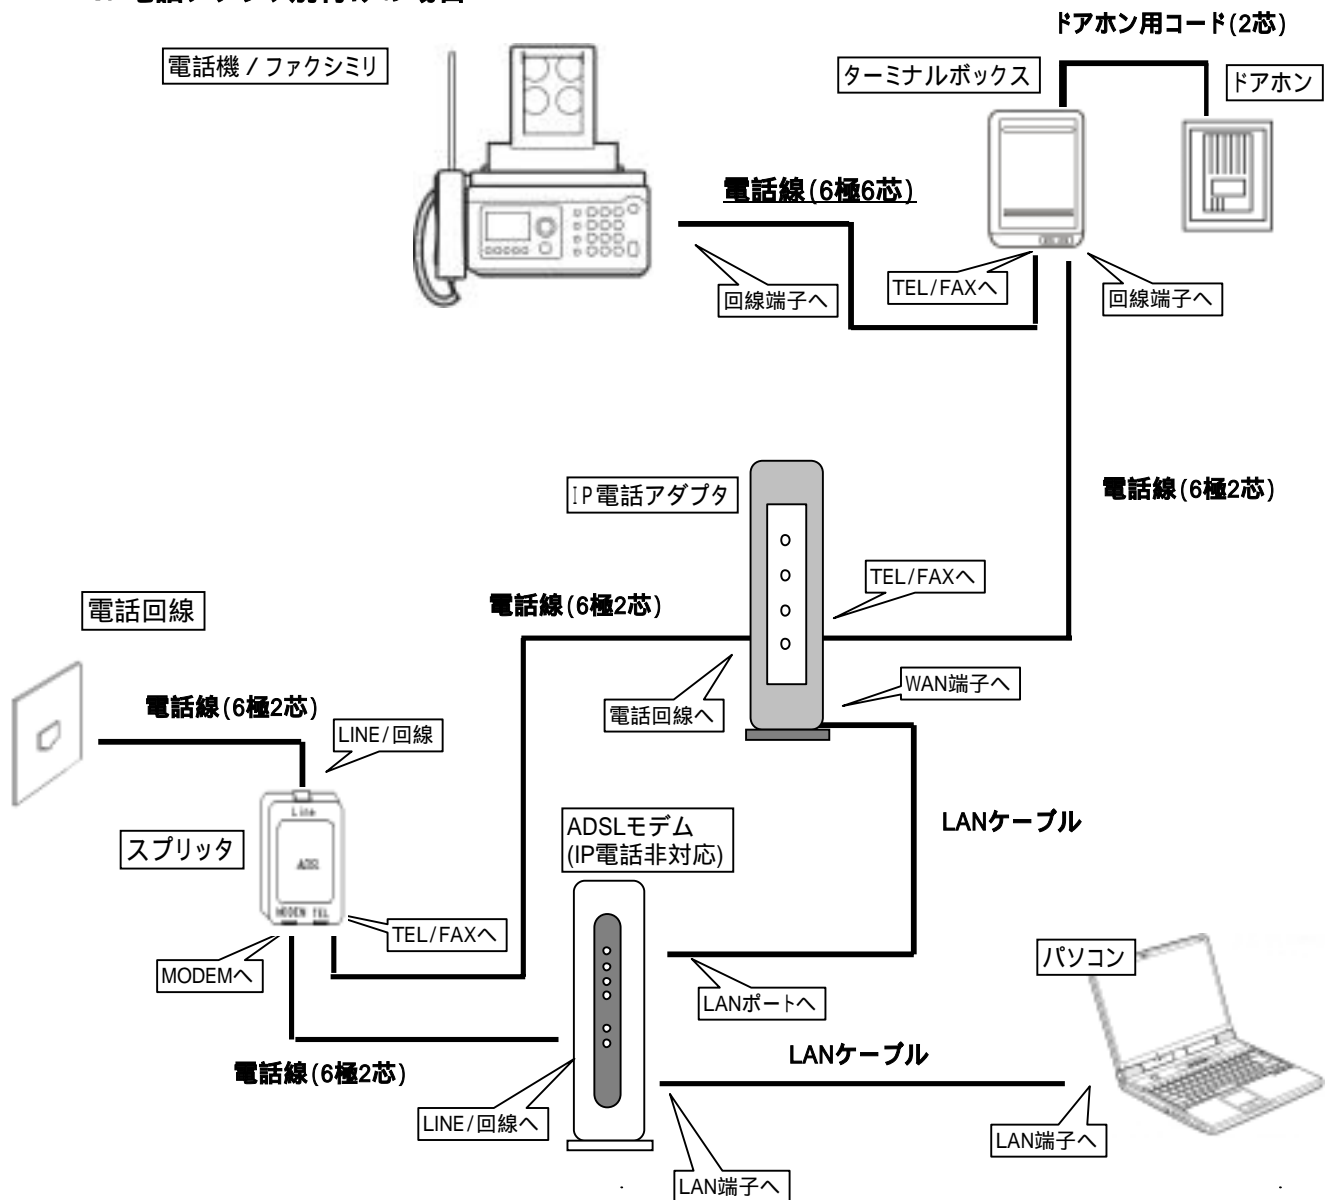 ドアホン用コード(2芯)
電話機 / ファクシミリ
ターミナルボックス
ドアホン
電話線(6極6芯)
回線端子へ
TEL/FAXへ
回線端子へ
IP電話アダプタ
電話線(6極2芯)
TEL/FAXへ
電話回線
電話線(6極2芯)
電話線(6極2芯)
WAN端子へ
電話回線へ
LINE/回線
Line
ADSLモデム
(IP電話非対応)
LANケーブル
スプリッタ
ADSL
MODEM TEL
TEL/FAXへ
MODEMへ
パソコン
LANポートへ
LANケーブル
電話線(6極2芯)
LINE/回線へ
LAN端子へ
LAN端子へ